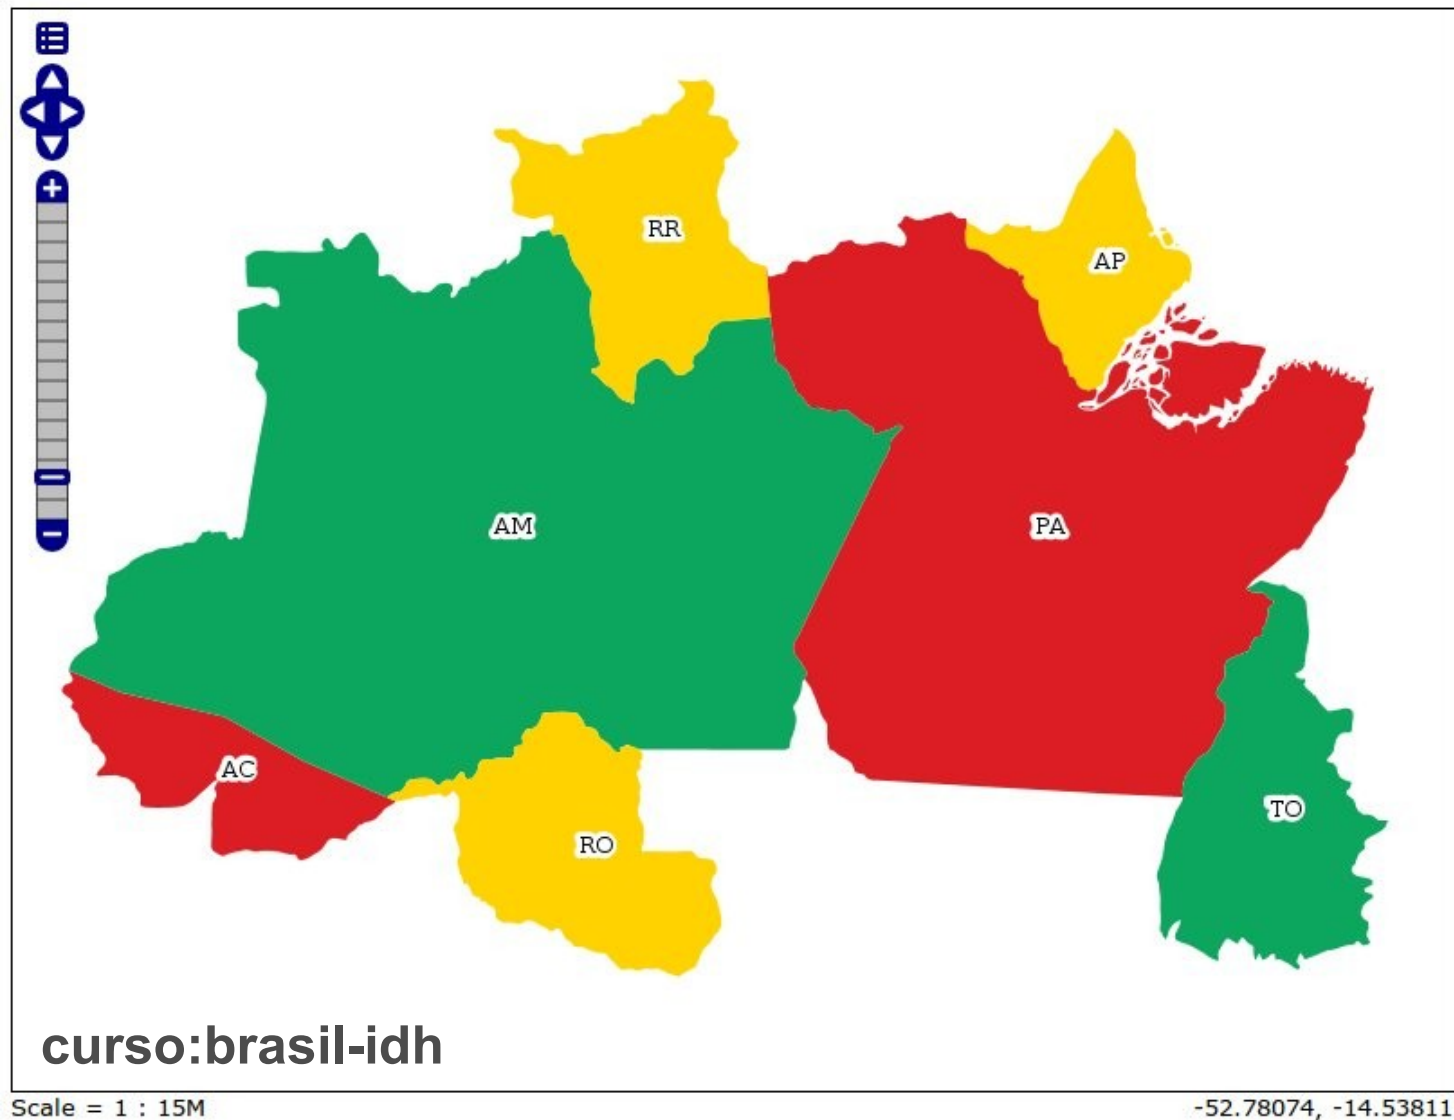 RR
AP
AM
PA
AC
TO
RO
curso:brasil-idh
Scale = 1 : 15M
-52.78074, -14.53811